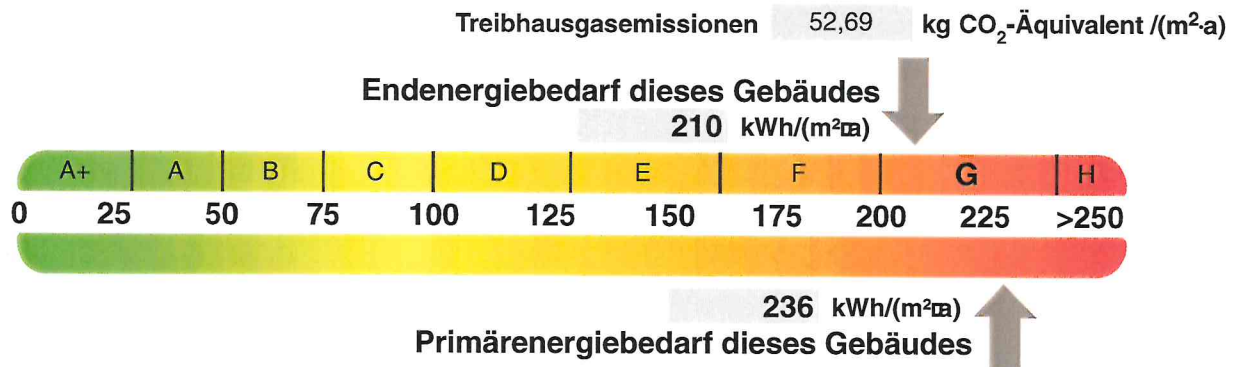 Treibhausgasemissionen 52,69 kg CO₂-Äquivalent /(m²·a)
Endenergiebedarf dieses Gebäudes
210 kWh/(m²¤a)
A+ A B C D E F G H
0 25 50 75 100 125 150 175 200 225 >250
236 kWh/(m²¤a)
Primärenergiebedarf dieses Gebäudes